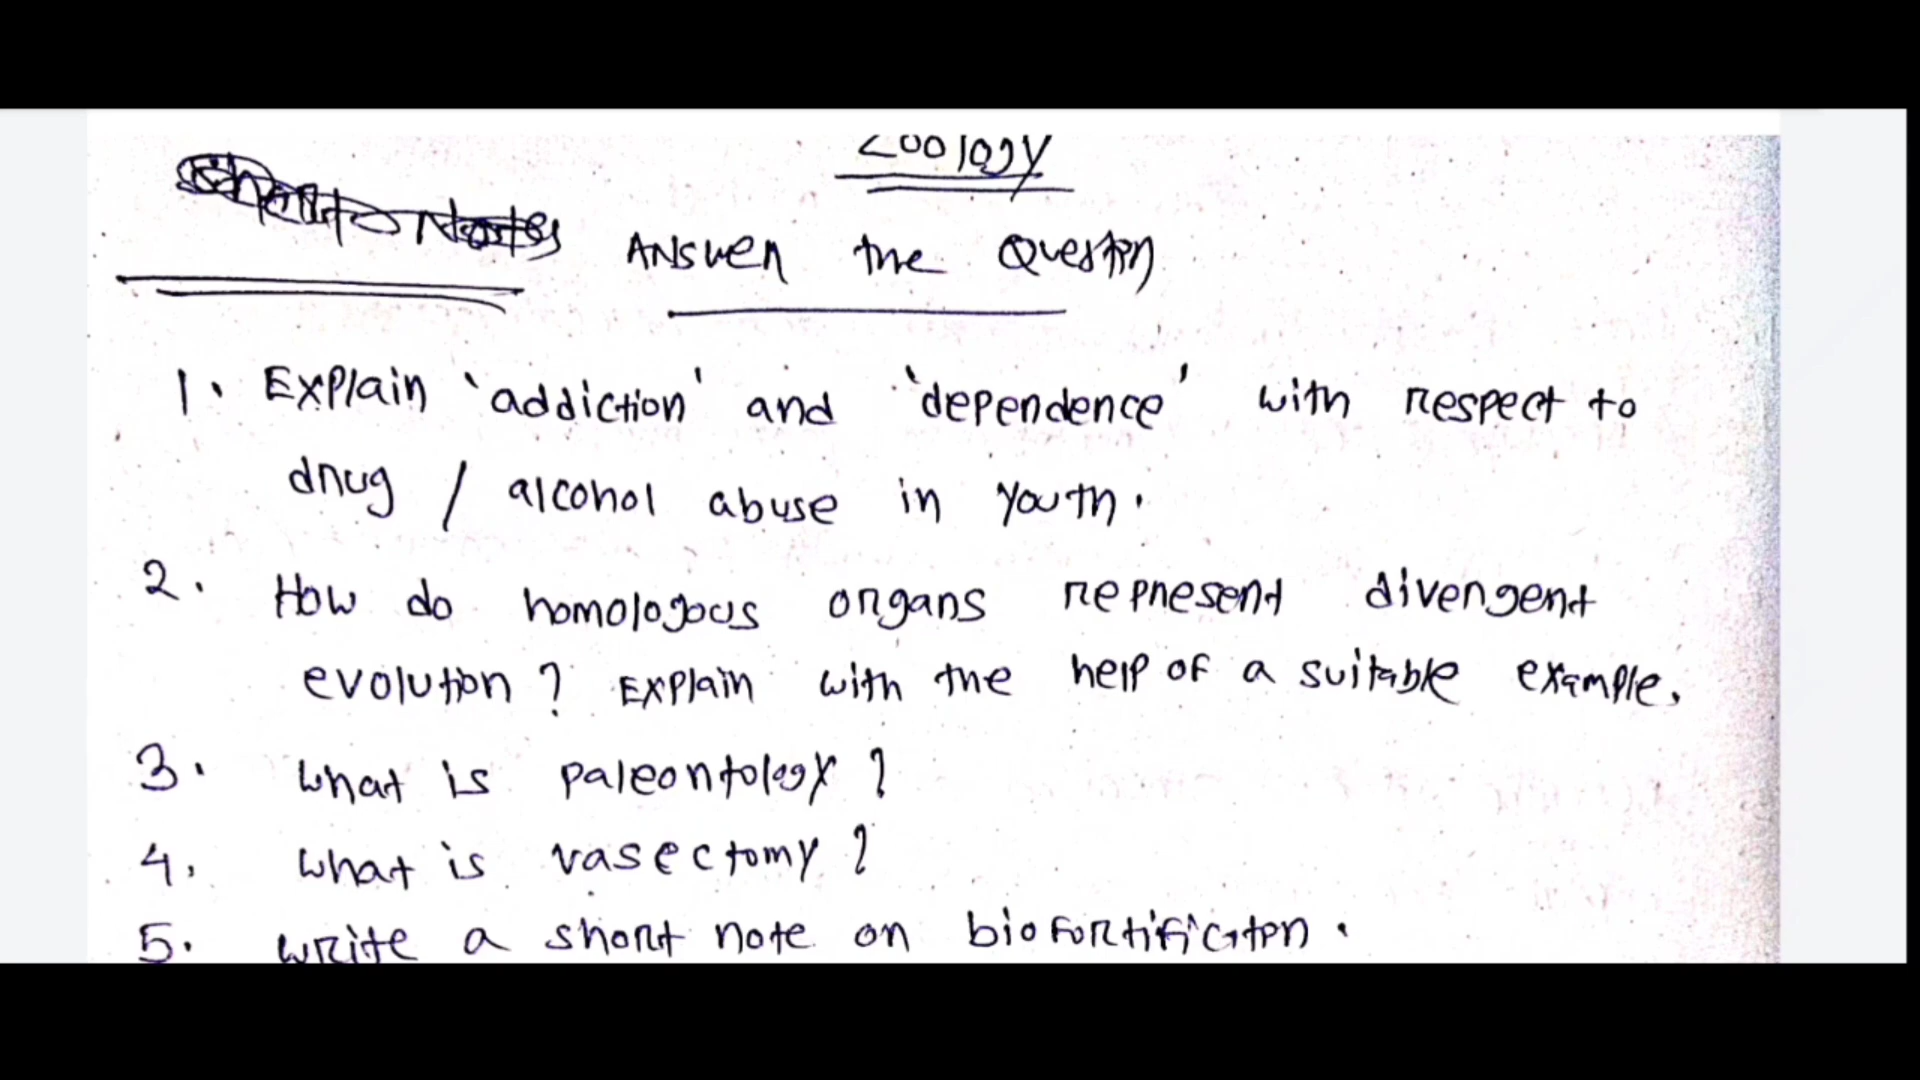 Zoology
Short Notes
Answer the Question
1. Explain 'addiction' and 'dependence' with respect to
drug / alcohol abuse in youth.
2. How do homologous organs represent divergent
evolution? Explain with the help of a suitable example.
3. What is paleontology?
4. What is vasectomy?
5. Write a short note on biofortification.